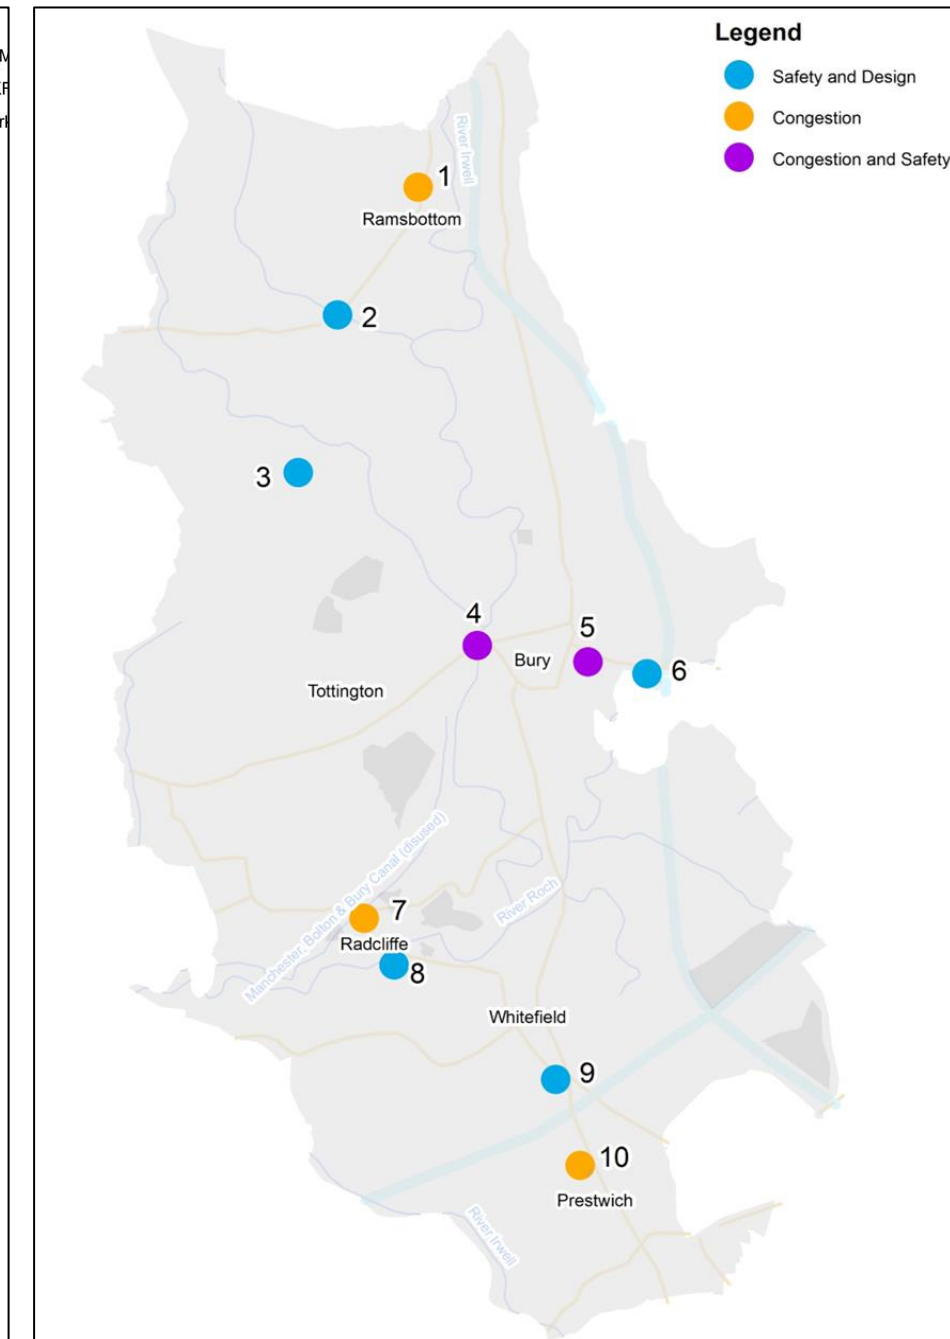 Legend
Safety and Design
Congestion
Congestion and Safety
River Irwell
1
Ramsbottom
2
3
4
5
Bury
6
Tottington
Manchester, Bolton & Bury Canal (disused)
River Roch
7
Radcliffe
8
Whitefield
9
10
Prestwich
River Irwell